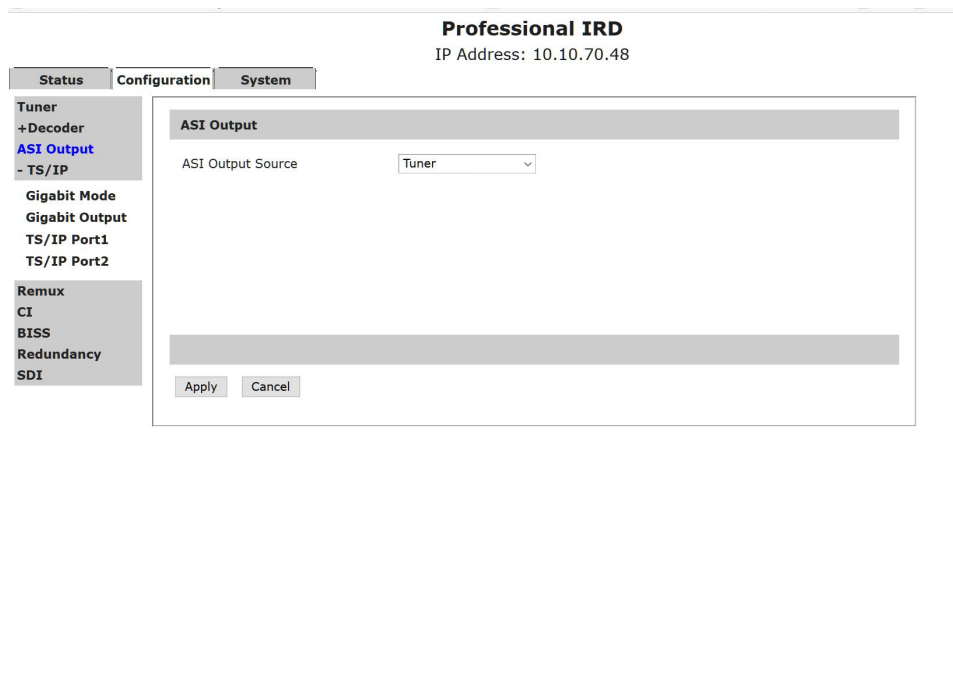 Professional IRD
IP Address: 10.10.70.48
Status Configuration System
Tuner
+Decoder
ASI Output
- TS/IP
Gigabit Mode
Gigabit Output
TS/IP Port1
TS/IP Port2
Remux
CI
BISS
Redundancy
SDI
ASI Output
ASI Output Source Tuner
Apply Cancel